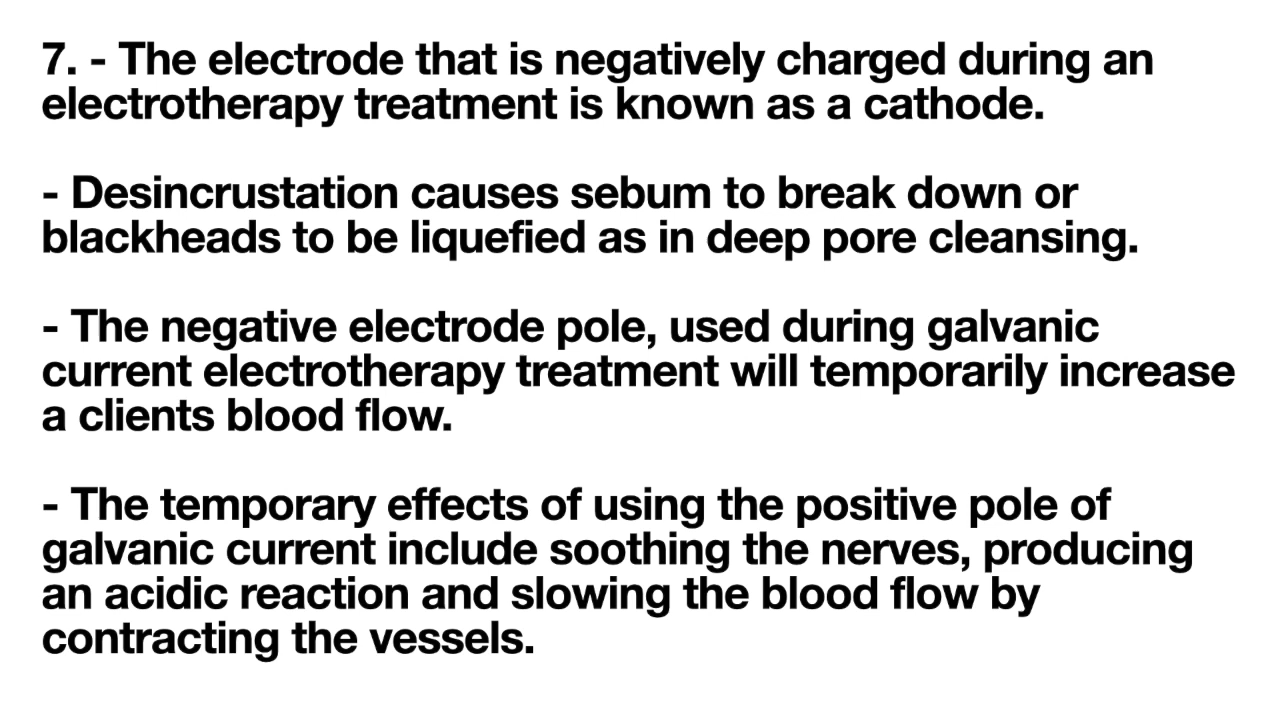 7. - The electrode that is negatively charged during an
electrotherapy treatment is known as a cathode.
- Desincrustation causes sebum to break down or
blackheads to be liquefied as in deep pore cleansing.
- The negative electrode pole, used during galvanic
current electrotherapy treatment will temporarily increase
a clients blood flow.
- The temporary effects of using the positive pole of
galvanic current include soothing the nerves, producing
an acidic reaction and slowing the blood flow by
contracting the vessels.